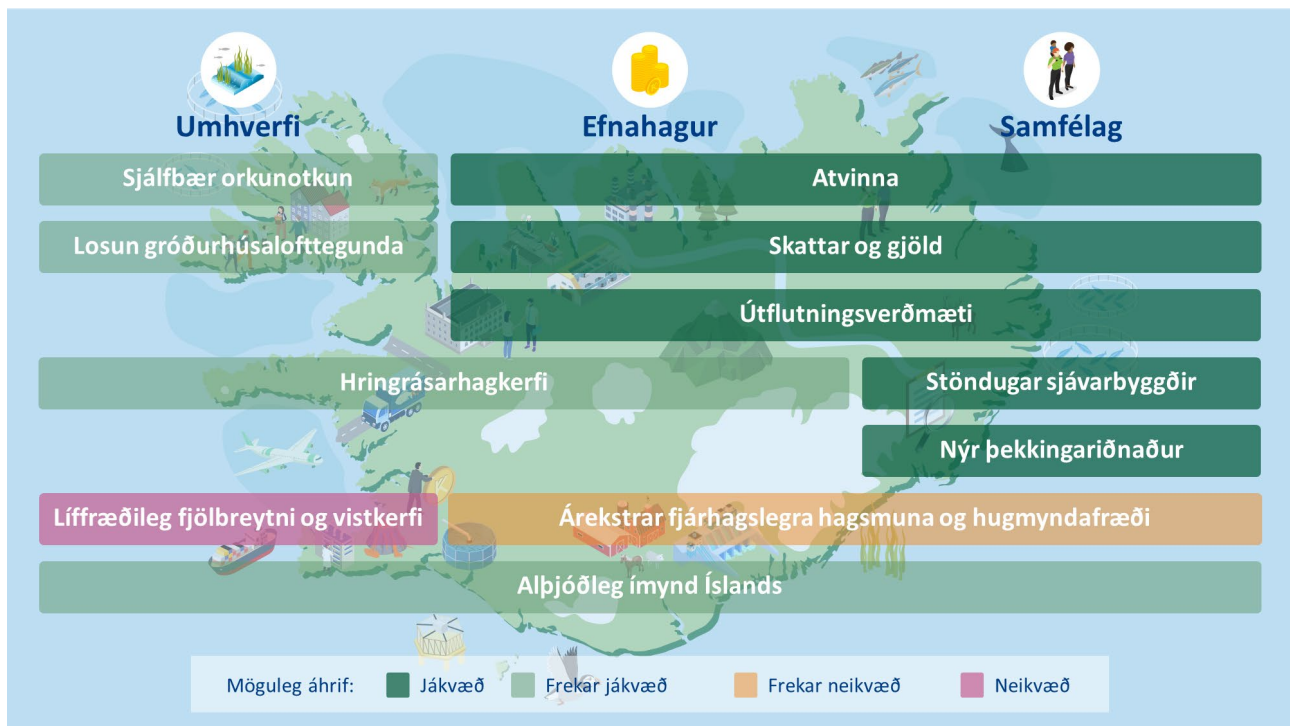 Umhverfi
Efnahagur
Samfélag
Sjálfbær orkunotkun
Atvinna
Losun gróðurhúsalofttegunda
Skattar og gjöld
Útflutningsverðmæti
Hringrásarhagkerfi
Stöndugar sjávarbyggðir
Nýr þekkingariðnaður
Líffræðileg fjölbreytni og vistkerfi
Árekstrar fjárhagslegra hagsmuna og hugmyndafræði
Alþjóðleg ímynd Íslands
Möguleg áhrif:
Jákvæð
Frekar jákvæð
Frekar neikvæð
Neikvæð